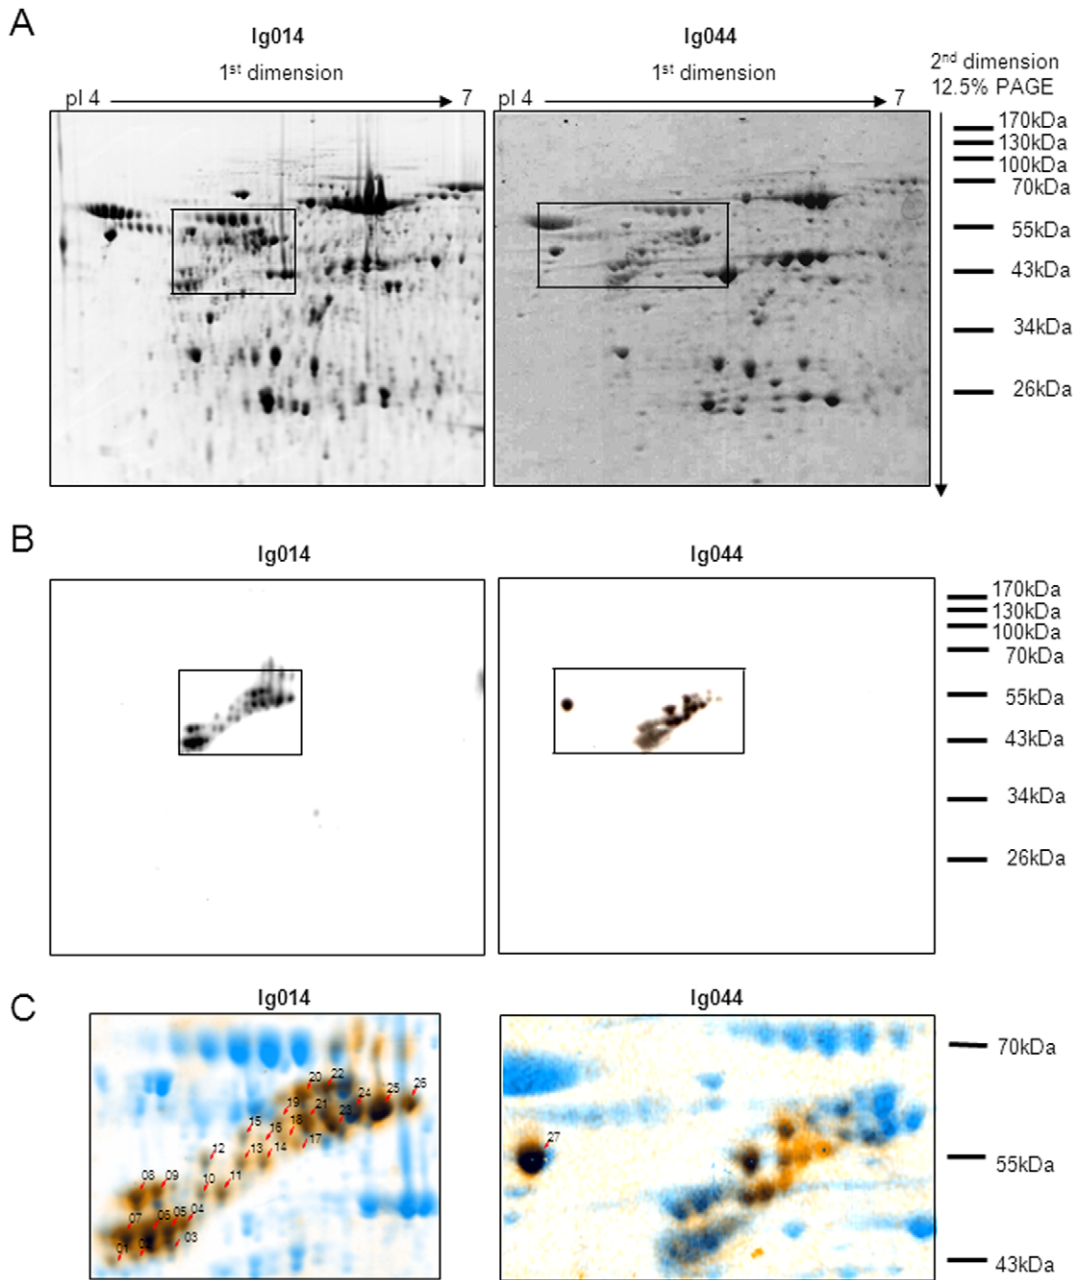 A
Ig014
Ig044
1st dimension
1st dimension
2nd dimension
12.5% PAGE
pI 4
7
pI 4
7
170kDa
130kDa
100kDa
70kDa
55kDa
43kDa
34kDa
26kDa
B
Ig014
Ig044
170kDa
130kDa
100kDa
70kDa
55kDa
43kDa
34kDa
26kDa
C
Ig014
Ig044
20
22
19
21
24
25
26
15
16
18
23
17
12
13
14
08
09
10
11
07
06
05
04
01
03
27
70kDa
55kDa
43kDa